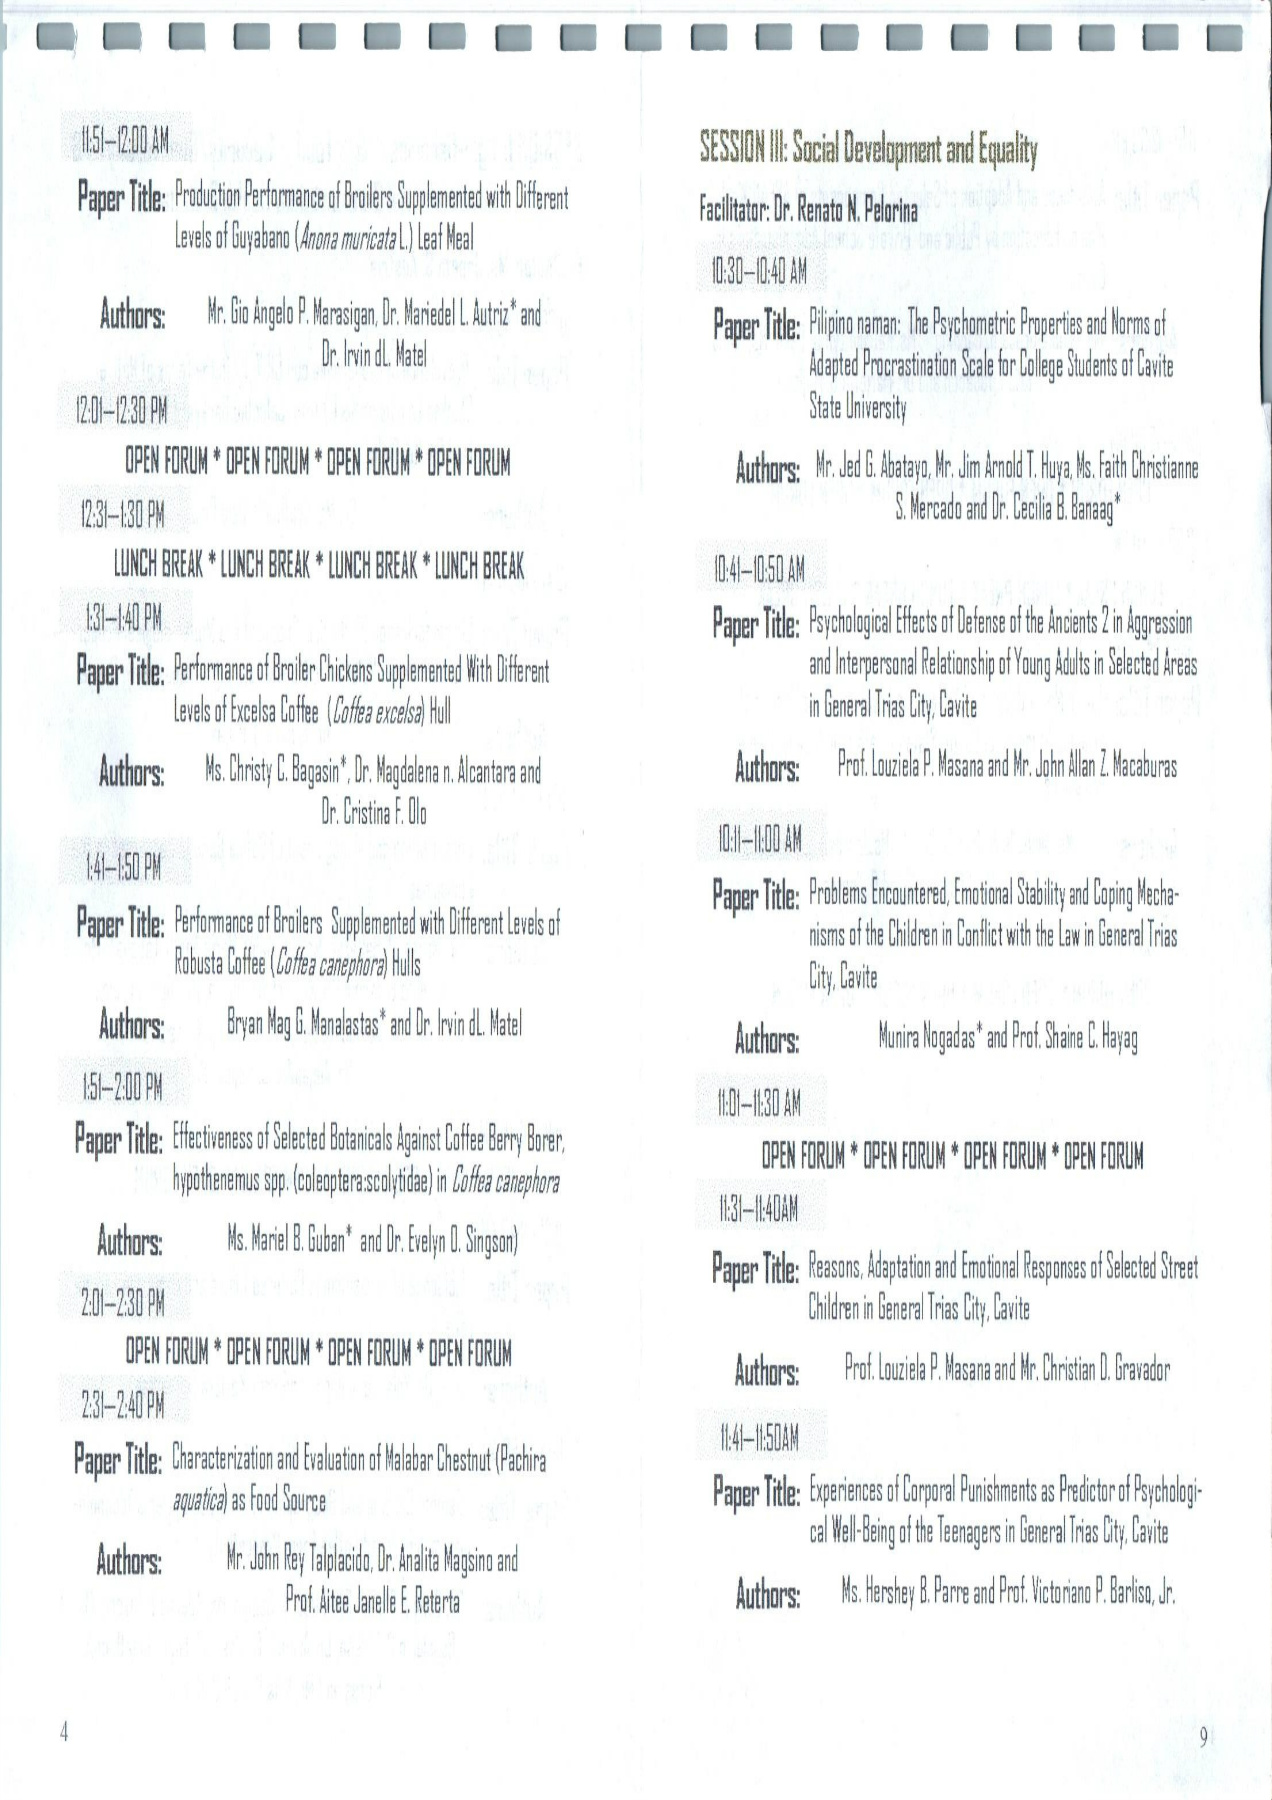 11:51–12:00 AM
Paper Title: Production Performance of Broilers Supplemented with Different
Levels of Guyabano (Anona muricata L.) Leaf Meal
Authors: Mr. Gio Angelo P. Marasigan, Dr. Mariedel L. Autriz* and
Dr. Irvin dL. Matel
12:01–12:30 PM
OPEN FORUM * OPEN FORUM * OPEN FORUM * OPEN FORUM
12:31–1:30 PM
LUNCH BREAK * LUNCH BREAK * LUNCH BREAK * LUNCH BREAK
1:31–1:40 PM
Paper Title: Performance of Broiler Chickens Supplemented With Different
Levels of Excelsa Coffee (Coffea excelsa) Hull
Authors: Ms. Christy C. Bagasin*, Dr. Magdalena n. Alcantara and
Dr. Cristina F. Olo
1:41–1:50 PM
Paper Title: Performance of Broilers Supplemented with Different Levels of
Robusta Coffee (Coffea canephora) Hulls
Authors: Bryan Mag G. Manalastas* and Dr. Irvin dL. Matel
1:51–2:00 PM
Paper Title: Effectiveness of Selected Botanicals Against Coffee Berry Borer,
hypothenemus spp. (coleoptera:scolytidae) in Coffea canephora
Authors: Ms. Mariel B. Guban* and Dr. Evelyn O. Singson)
2:01–2:30 PM
OPEN FORUM * OPEN FORUM * OPEN FORUM * OPEN FORUM
2:31–2:40 PM
Paper Title: Characterization and Evaluation of Malabar Chestnut (Pachira
aquatica) as Food Source
Authors: Mr. John Rey Talplacido, Dr. Analita Magsino and
Prof. Aitee Janelle E. Reterta
4
SESSION III: Social Development and Equality
Facilitator: Dr. Renato N. Pelorina
10:30–10:40 AM
Paper Title: Pilipino naman: The Psychometric Properties and Norms of
Adapted Procrastination Scale for College Students of Cavite
State University
Authors: Mr. Jed G. Abatayo, Mr. Jim Arnold T. Huya, Ms. Faith Christianne
S. Mercado and Dr. Cecilia B. Banaag*
10:41–10:50 AM
Paper Title: Psychological Effects of Defense of the Ancients 2 in Aggression
and Interpersonal Relationship of Young Adults in Selected Areas
in General Trias City, Cavite
Authors: Prof. Louziela P. Masana and Mr. John Allan Z. Macaburas
10:11–11:00 AM
Paper Title: Problems Encountered, Emotional Stability and Coping Mecha-
nisms of the Children in Conflict with the Law in General Trias
City, Cavite
Authors: Munira Nogadas* and Prof. Shaine C. Hayag
11:01–11:30 AM
OPEN FORUM * OPEN FORUM * OPEN FORUM * OPEN FORUM
11:31–11:40AM
Paper Title: Reasons, Adaptation and Emotional Responses of Selected Street
Children in General Trias City, Cavite
Authors: Prof. Louziela P. Masana and Mr. Christian D. Gravador
11:41–11:50AM
Paper Title: Experiences of Corporal Punishments as Predictor of Psychologi-
cal Well-Being of the Teenagers in General Trias City, Cavite
Authors: Ms. Hershey B. Parre and Prof. Victoriano P. Barliso, Jr.
9